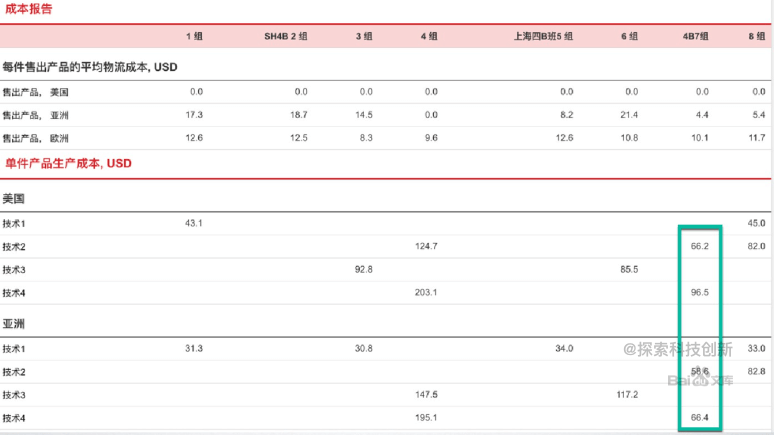 成本报告
1 组 SH4B 2 组 3 组 4 组 上海四B班5 组 6 组 4B7组 8 组
每件售出产品的平均物流成本, USD
售出产品, 美国 0.0 0.0 0.0 0.0 0.0 0.0 0.0 0.0
售出产品, 亚洲 17.3 18.7 14.5 0.0 8.2 21.4 4.4 5.4
售出产品, 欧洲 12.6 12.5 8.3 9.6 12.6 10.8 10.1 11.7
单件产品生产成本, USD
美国
技术1 43.1 45.0
技术2 124.7 66.2 82.0
技术3 92.8 85.5
技术4 203.1 96.5
亚洲
技术1 31.3 30.8 34.0 33.0
@探索科技创新
技术2 58.6 82.8
Bai文库
技术3 147.5 117.2
技术4 195.1 66.4